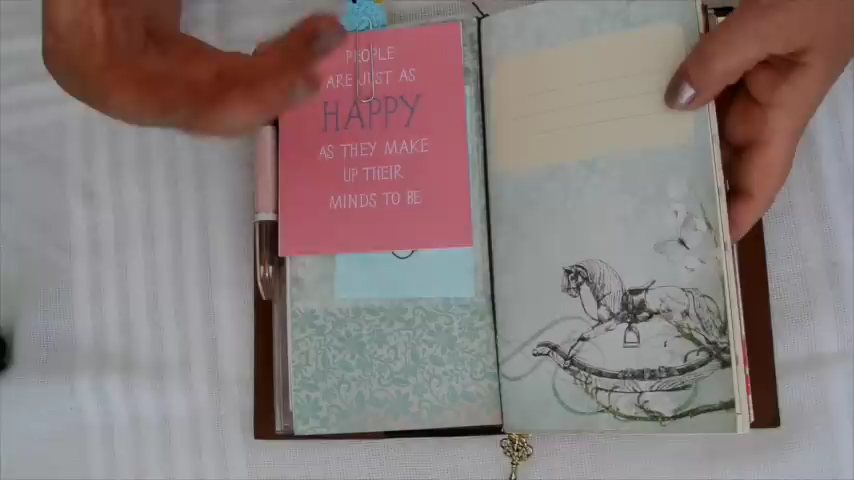 PEOPLE
ARE JUST AS
HAPPY
AS THEY MAKE
UP THEIR
MINDS TO BE